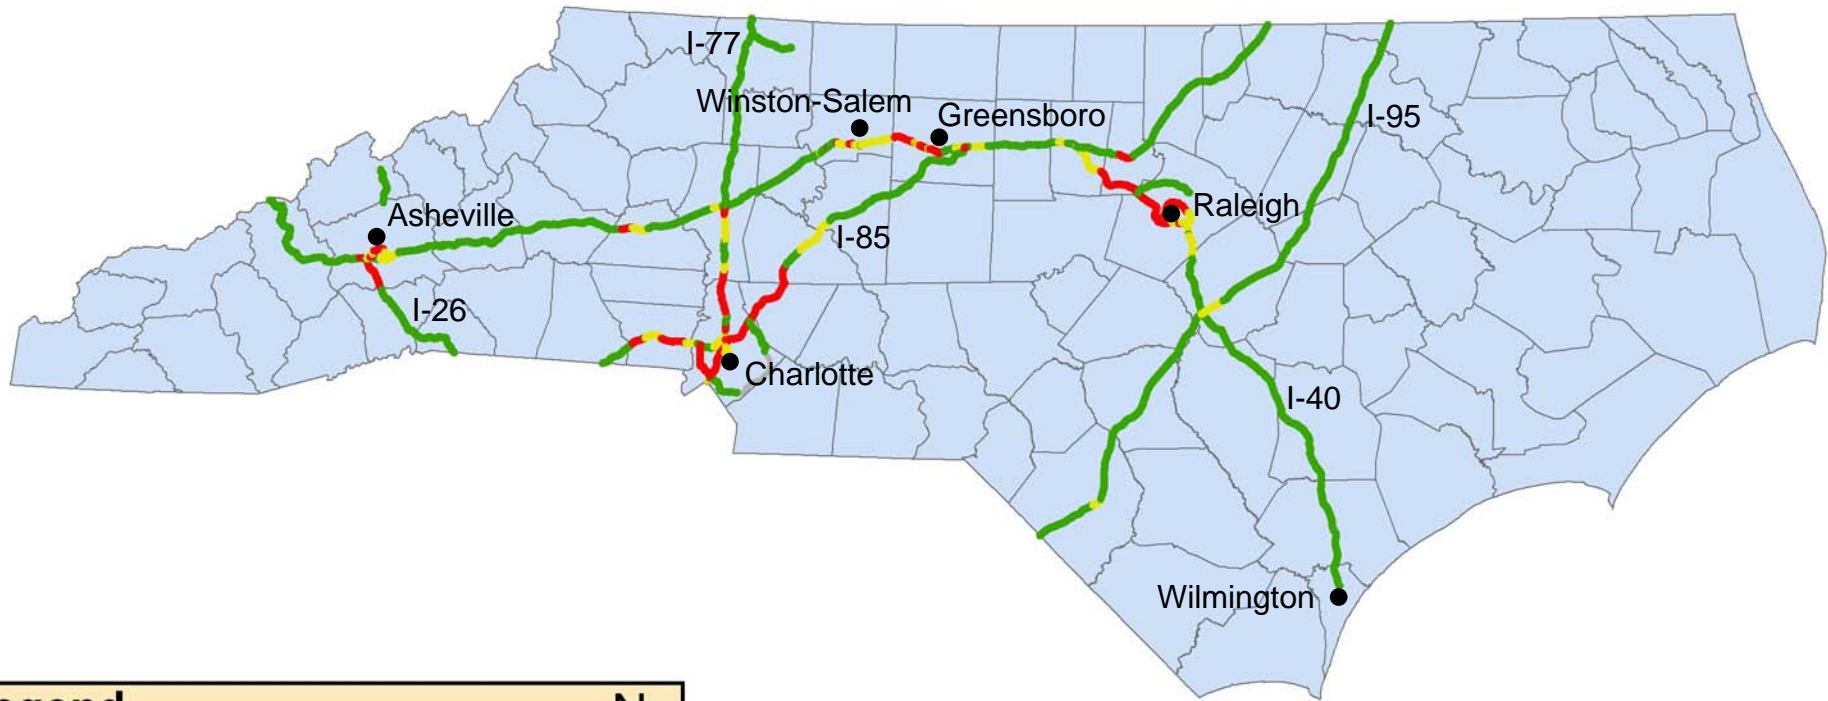 I-77
Winston-Salem
Greensboro
I-95
Asheville
Raleigh
I-85
I-26
Charlotte
I-40
Wilmington
N